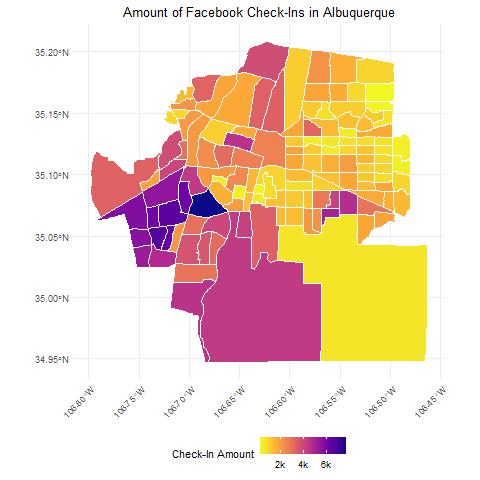 Amount of Facebook Check-Ins in Albuquerque
35.20°N
35.15°N
35.10°N
35.05°N
35.00°N
34.95°N
106.80°W
106.75°W
106.70°W
106.65°W
106.60°W
106.55°W
106.50°W
106.45°W
Check-In Amount
2k 4k 6k